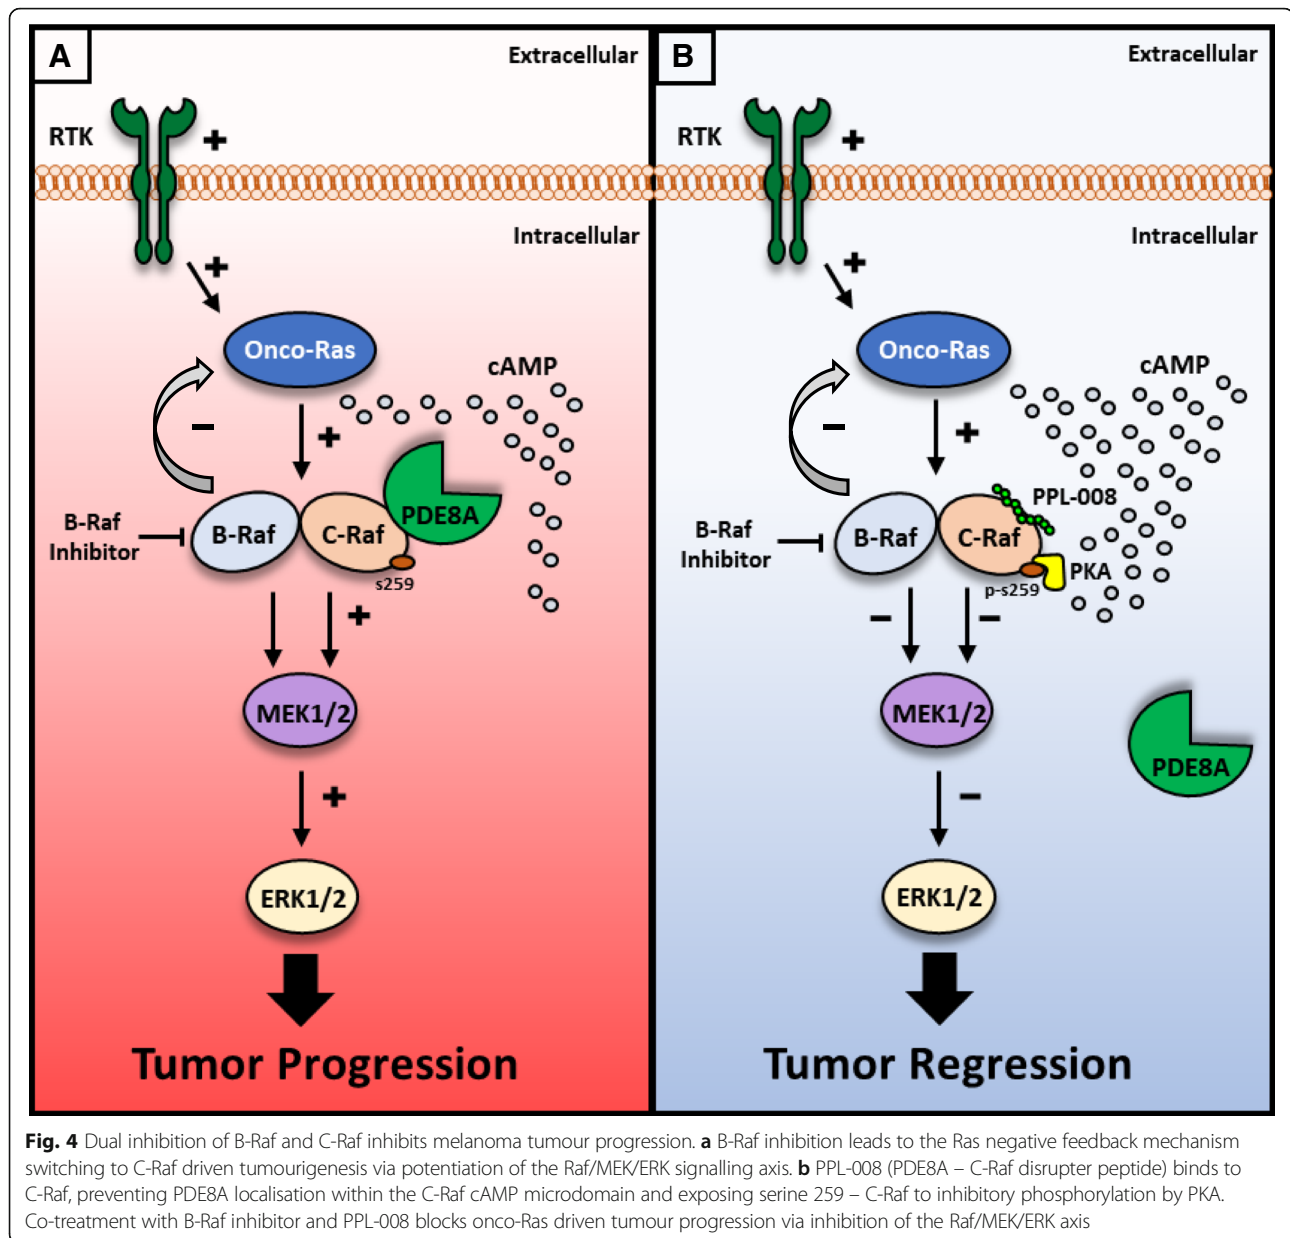 A
Extracellular
RTK
+
Intracellular
+
Onco-Ras
cAMP
−
+
PDE8A
B-Raf
Inhibitor
B-Raf
C-Raf
s259
+
MEK1/2
+
ERK1/2
Tumor Progression
B
Extracellular
RTK
+
Intracellular
+
Onco-Ras
cAMP
−
+
PPL-008
B-Raf
Inhibitor
B-Raf
C-Raf
PKA
p-s259
−
−
MEK1/2
PDE8A
−
ERK1/2
Tumor Regression
Fig. 4 Dual inhibition of B-Raf and C-Raf inhibits melanoma tumour progression. a B-Raf inhibition leads to the Ras negative feedback mechanism
switching to C-Raf driven tumourigenesis via potentiation of the Raf/MEK/ERK signalling axis. b PPL-008 (PDE8A – C-Raf disrupter peptide) binds to
C-Raf, preventing PDE8A localisation within the C-Raf cAMP microdomain and exposing serine 259 – C-Raf to inhibitory phosphorylation by PKA.
Co-treatment with B-Raf inhibitor and PPL-008 blocks onco-Ras driven tumour progression via inhibition of the Raf/MEK/ERK axis